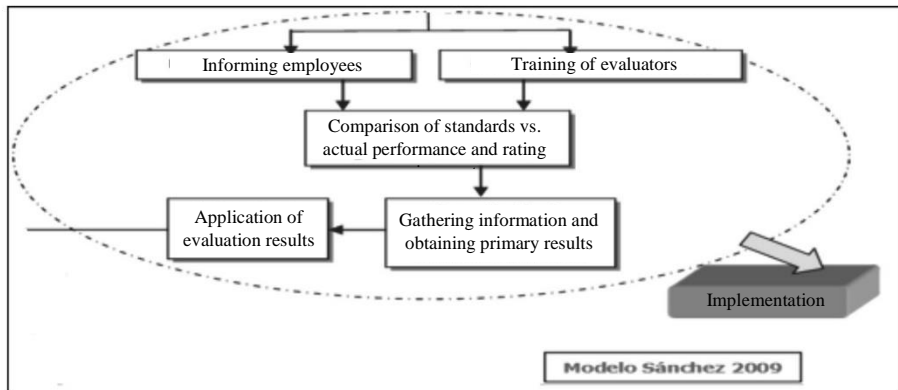 Informing employees
Training of evaluators
Comparison of standards vs.
actual performance and rating
Application of
evaluation results
Gathering information and
obtaining primary results
Implementation
Modelo Sánchez 2009